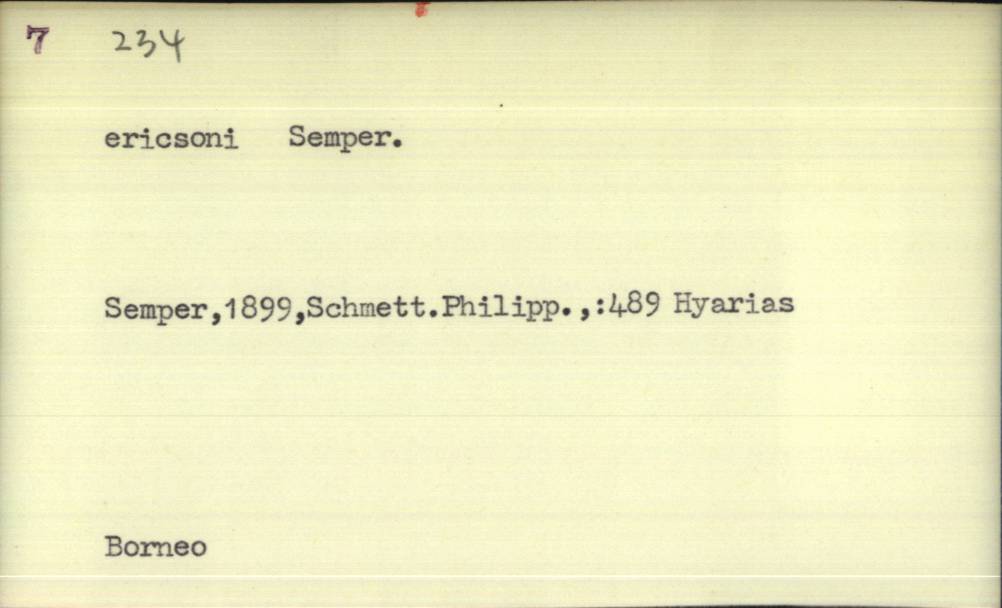 7 234
ericsoni Semper.
Semper,1899,Schmett.Philipp.,:489 Hyarias
Borneo